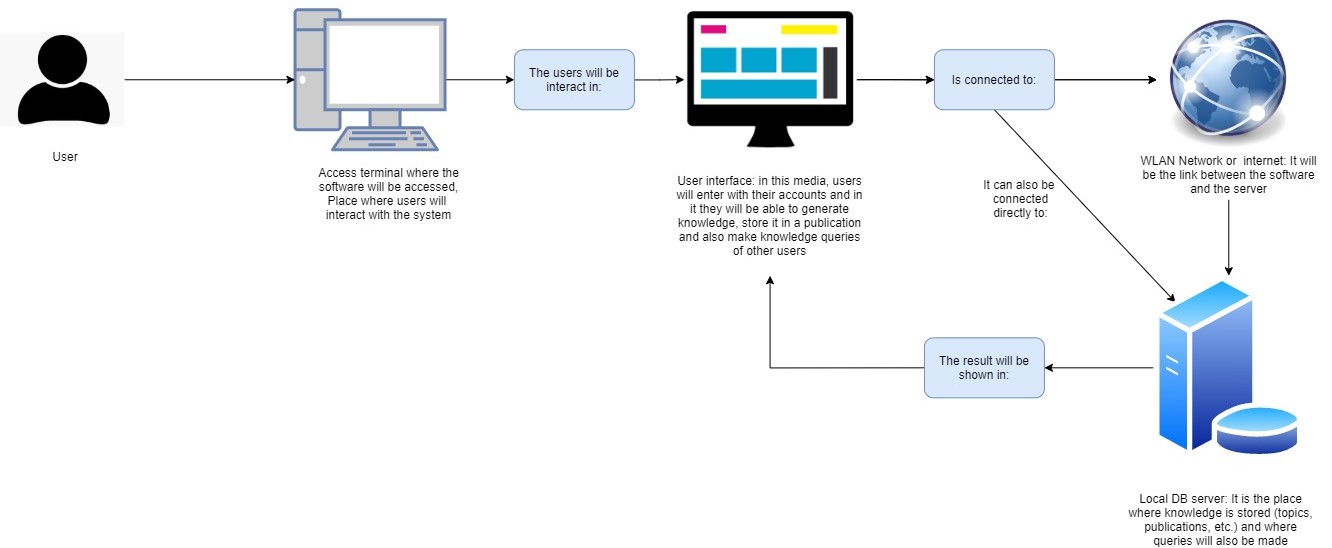 User
Access terminal where the
software will be accessed,
Place where users will
interact with the system
The users will be
interact in:
User interface: in this media, users
will enter with their accounts and in
it they will be able to generate
knowledge, store it in a publication
and also make knowledge queries
of other users
Is connected to:
It can also be
connected
directly to:
WLAN Network or  internet: It will
be the link between the software
and the server
The result will be
shown in:
Local DB server: It is the place
where knowledge is stored (topics,
publications, etc.) and where
queries will also be made